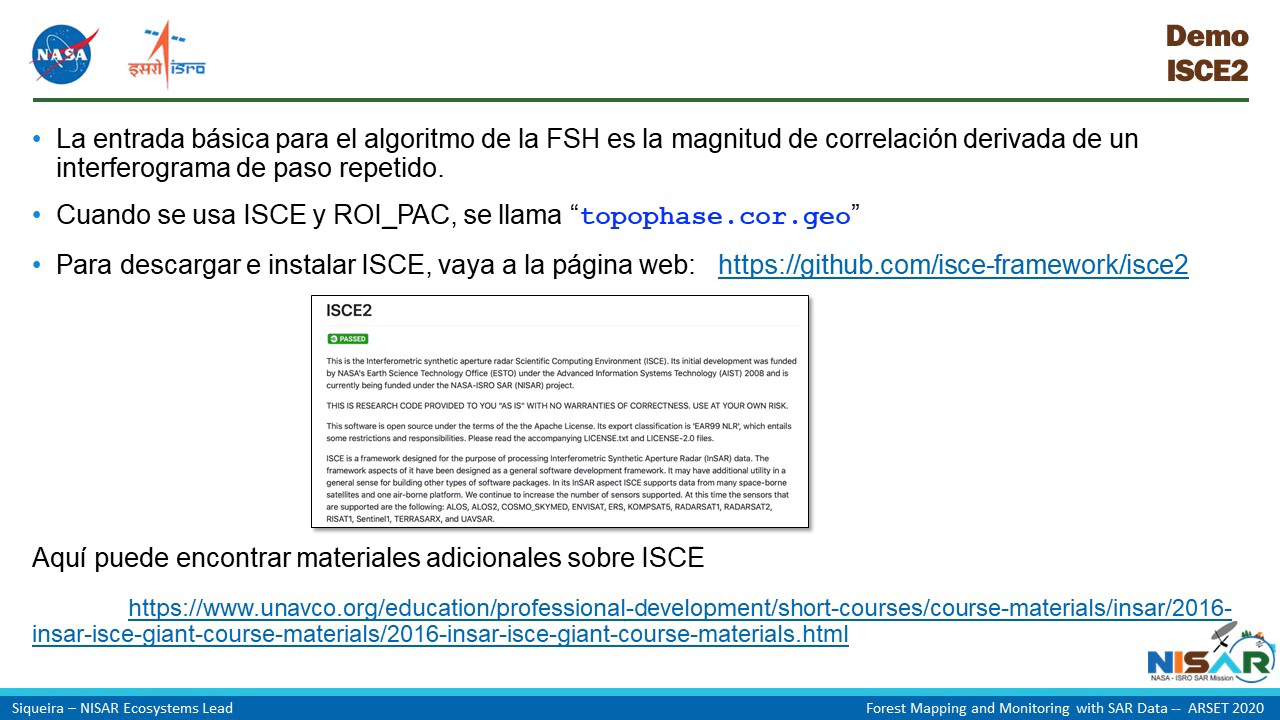 NASA
इसरो isro
Demo
ISCE2
• La entrada básica para el algoritmo de la FSH es la magnitud de correlación derivada de un
interferograma de paso repetido.
• Cuando se usa ISCE y ROI_PAC, se llama “topophase.cor.geo”
• Para descargar e instalar ISCE, vaya a la página web: https://github.com/isce-framework/isce2
ISCE2
PASSED
This is the Interferometric synthetic aperture radar Scientific Computing Environment (ISCE). Its initial development was funded
by NASA's Earth Science Technology Office (ESTO) under the Advanced Information Systems Technology (AIST) 2008 and is
currently being funded under the NASA-ISRO SAR (NISAR) project.
THIS IS RESEARCH CODE PROVIDED TO YOU "AS IS" WITH NO WARRANTIES OF CORRECTNESS. USE AT YOUR OWN RISK.
This software is open source under the terms of the the Apache License. Its export classification is 'EAR99 NLR', which entails
some restrictions and responsibilities. Please read the accompanying LICENSE.txt and LICENSE-2.0 files.
ISCE is a framework designed for the purpose of processing Interferometric Synthetic Aperture Radar (InSAR) data. The
framework aspects of it have been designed as a general software development framework. It may have additional utility in a
general sense for building other types of software packages. In its InSAR aspect ISCE supports data from many space-borne
satellites and one air-borne platform. We continue to increase the number of sensors supported. At this time the sensors that
are supported are the following: ALOS, ALOS2, COSMO_SKYMED, ENVISAT, ERS, KOMPSAT5, RADARSAT1, RADARSAT2,
RISAT1, Sentinel1, TERRASARX, and UAVSAR.
Aquí puede encontrar materiales adicionales sobre ISCE
https://www.unavco.org/education/professional-development/short-courses/course-materials/insar/2016-
insar-isce-giant-course-materials/2016-insar-isce-giant-course-materials.html
NISAR
NASA - ISRO SAR Mission
Siqueira – NISAR Ecosystems Lead
Forest Mapping and Monitoring with SAR Data -- ARSET 2020